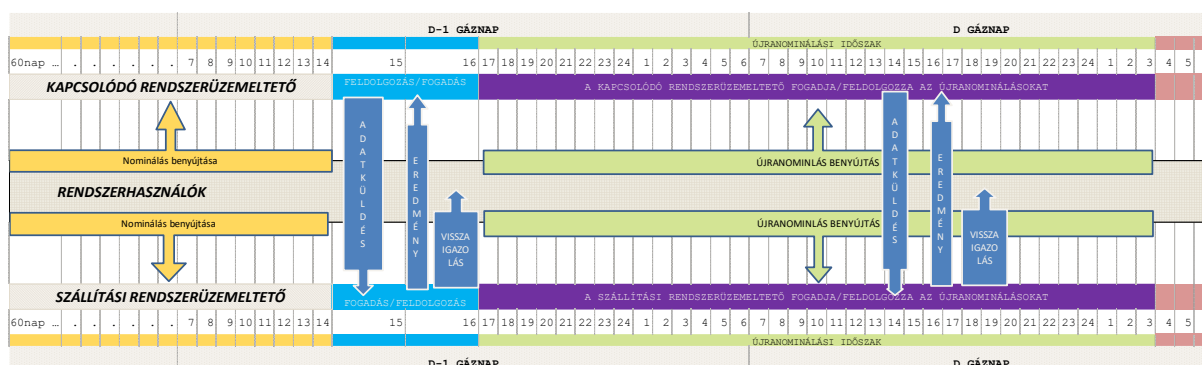 D-1 GÁZNAP D GÁZNAP
ÚJRANOMINÁLÁSI IDŐSZAK
60nap … . . . . . . 7 8 9 10 11 12 13 14 15 16 17 18 19 20 21 22 23 24 1 2 3 4 5 6 7 8 9 10 11 12 13 14 15 16 17 18 19 20 21 22 23 24 1 2 3 4 5
KAPCSOLÓDÓ RENDSZERÜZEMELTETŐ
FELDOLGOZÁS/FOGADÁS
A KAPCSOLÓDÓ RENDSZERÜZEMELTETŐ FOGADJA/FELDOLGOZZA AZ ÚJRANOMINÁLÁSOKAT
ADATKÜLDÉS
EREDMÉNY
ADATKÜLDÉS
EREDMÉNY
Nominálás benyújtása
ÚJRANOMINLÁS BENYÚJTÁS
RENDSZERHASZNÁLÓK
Nominálás benyújtása
ÚJRANOMINLÁS BENYÚJTÁS
VISSZA
IGAZO
LÁS
VISSZA
IGAZO
LÁS
SZÁLLÍTÁSI RENDSZERÜZEMELTETŐ
FOGADÁS/FELDOLGOZÁS
A SZÁLLÍTÁSI RENDSZERÜZEMELTETŐ FOGADJA/FELDOLGOZZA AZ ÚJRANOMINÁLÁSOKAT
60nap … . . . . . . 7 8 9 10 11 12 13 14 15 16 17 18 19 20 21 22 23 24 1 2 3 4 5 6 7 8 9 10 11 12 13 14 15 16 17 18 19 20 21 22 23 24 1 2 3 4 5
ÚJRANOMINÁLÁSI IDŐSZAK
D-1 GÁZNAP D GÁZNAP